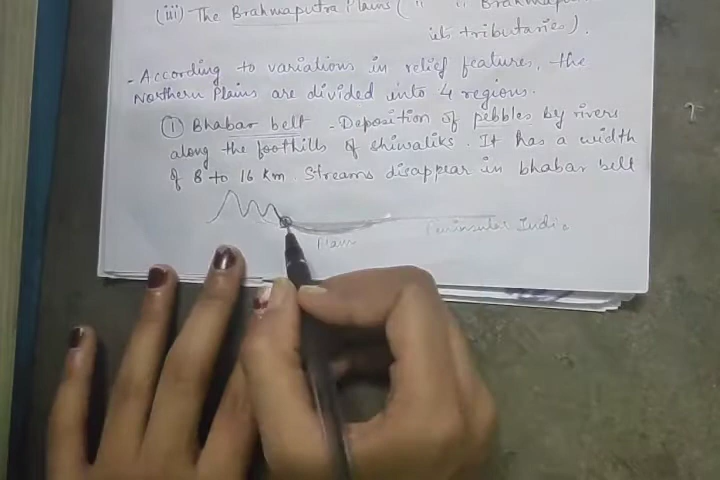 (iii) The Brahmaputra Plains ( " " Brahmapu
its tributaries).
- According to variations in relief features, the
Northern Plains are divided into 4 regions.
① Bhabar belt - Deposition of pebbles by rivers
along the foothills of shiwaliks. It has a width
of 8 to 16 km. Streams disappear in bhabar belt
Plains Peninsular India